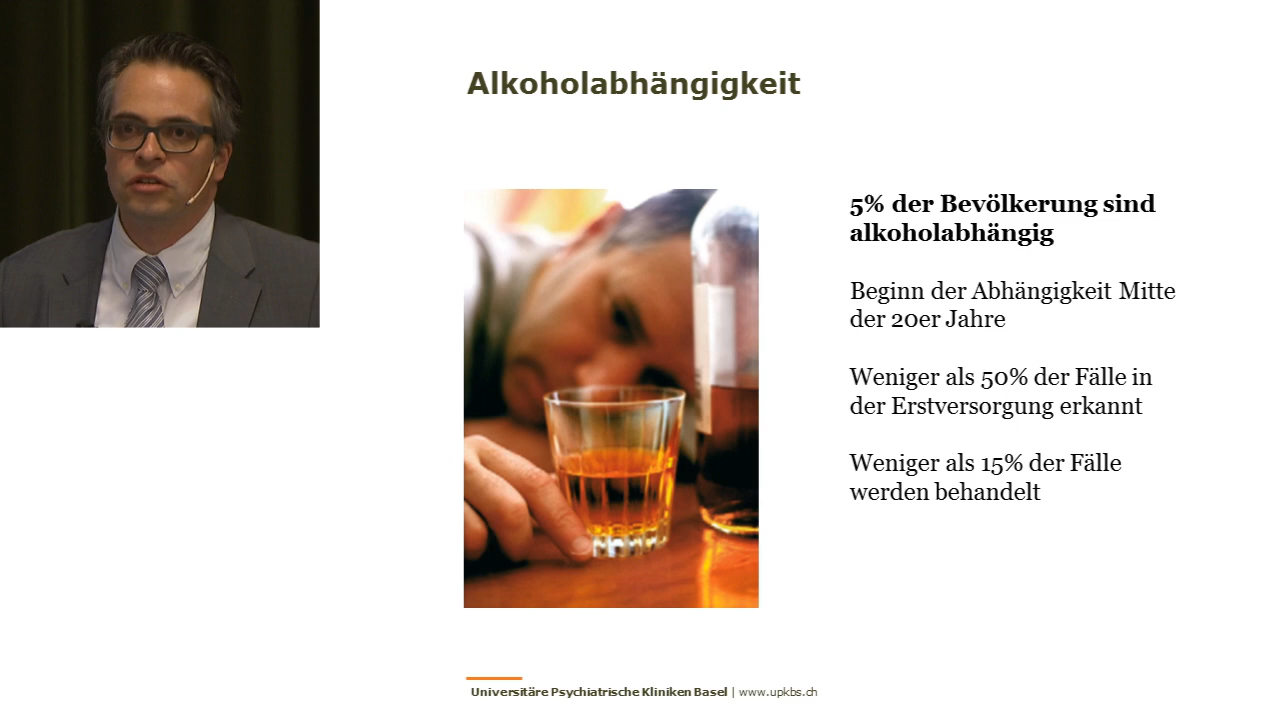 Alkoholabhängigkeit
5% der Bevölkerung sind
alkoholabhängig
Beginn der Abhängigkeit Mitte
der 20er Jahre
Weniger als 50% der Fälle in
der Erstversorgung erkannt
Weniger als 15% der Fälle
werden behandelt
Universitäre Psychiatrische Kliniken Basel | www.upkbs.ch